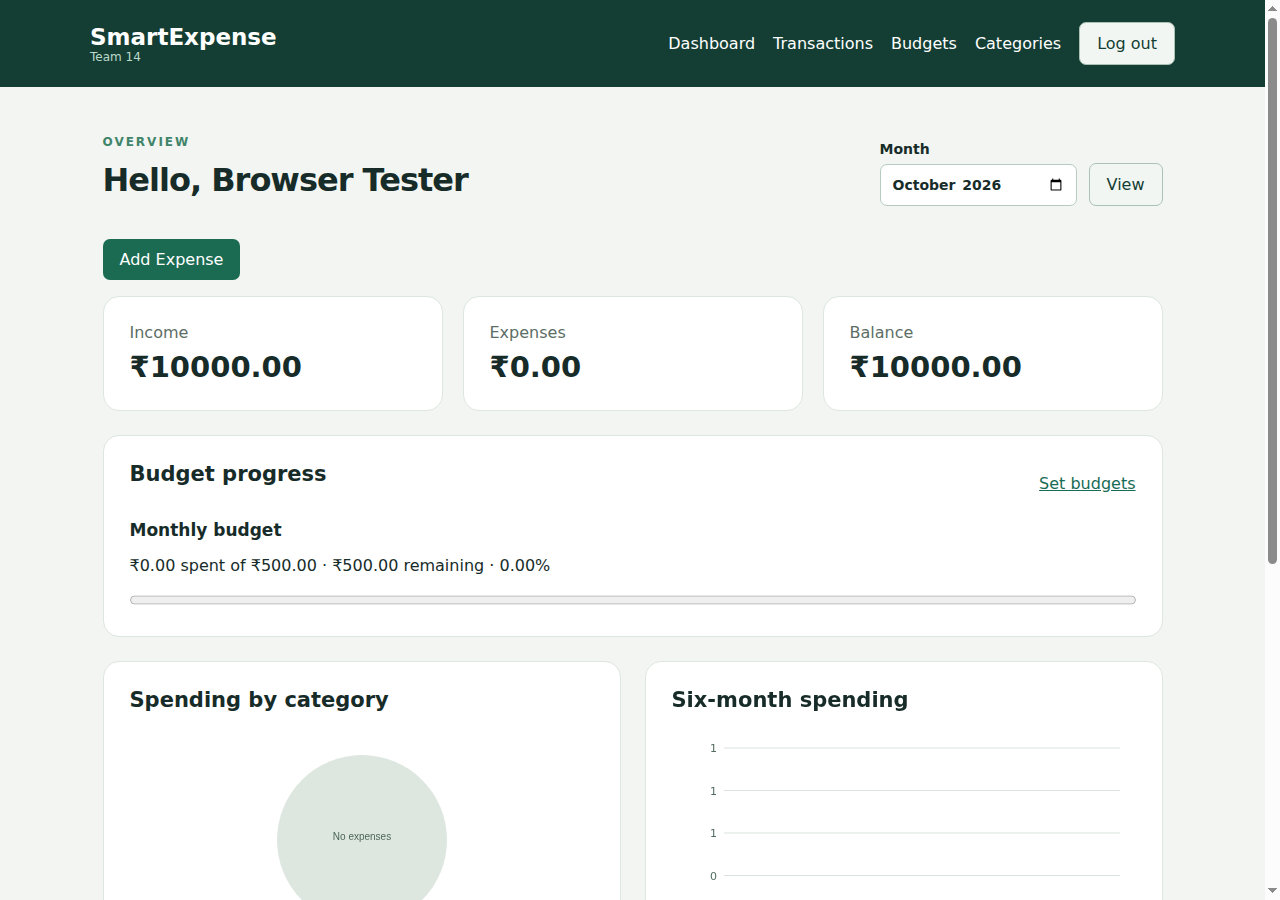 SmartExpense
Team 14
Dashboard Transactions Budgets Categories Log out
OVERVIEW
Hello, Browser Tester
Month
October 2026
View
Add Expense
Income
₹10000.00
Expenses
₹0.00
Balance
₹10000.00
Budget progress
Set budgets
Monthly budget
₹0.00 spent of ₹500.00 · ₹500.00 remaining · 0.00%
Spending by category
No expenses
Six-month spending
1
1
1
0